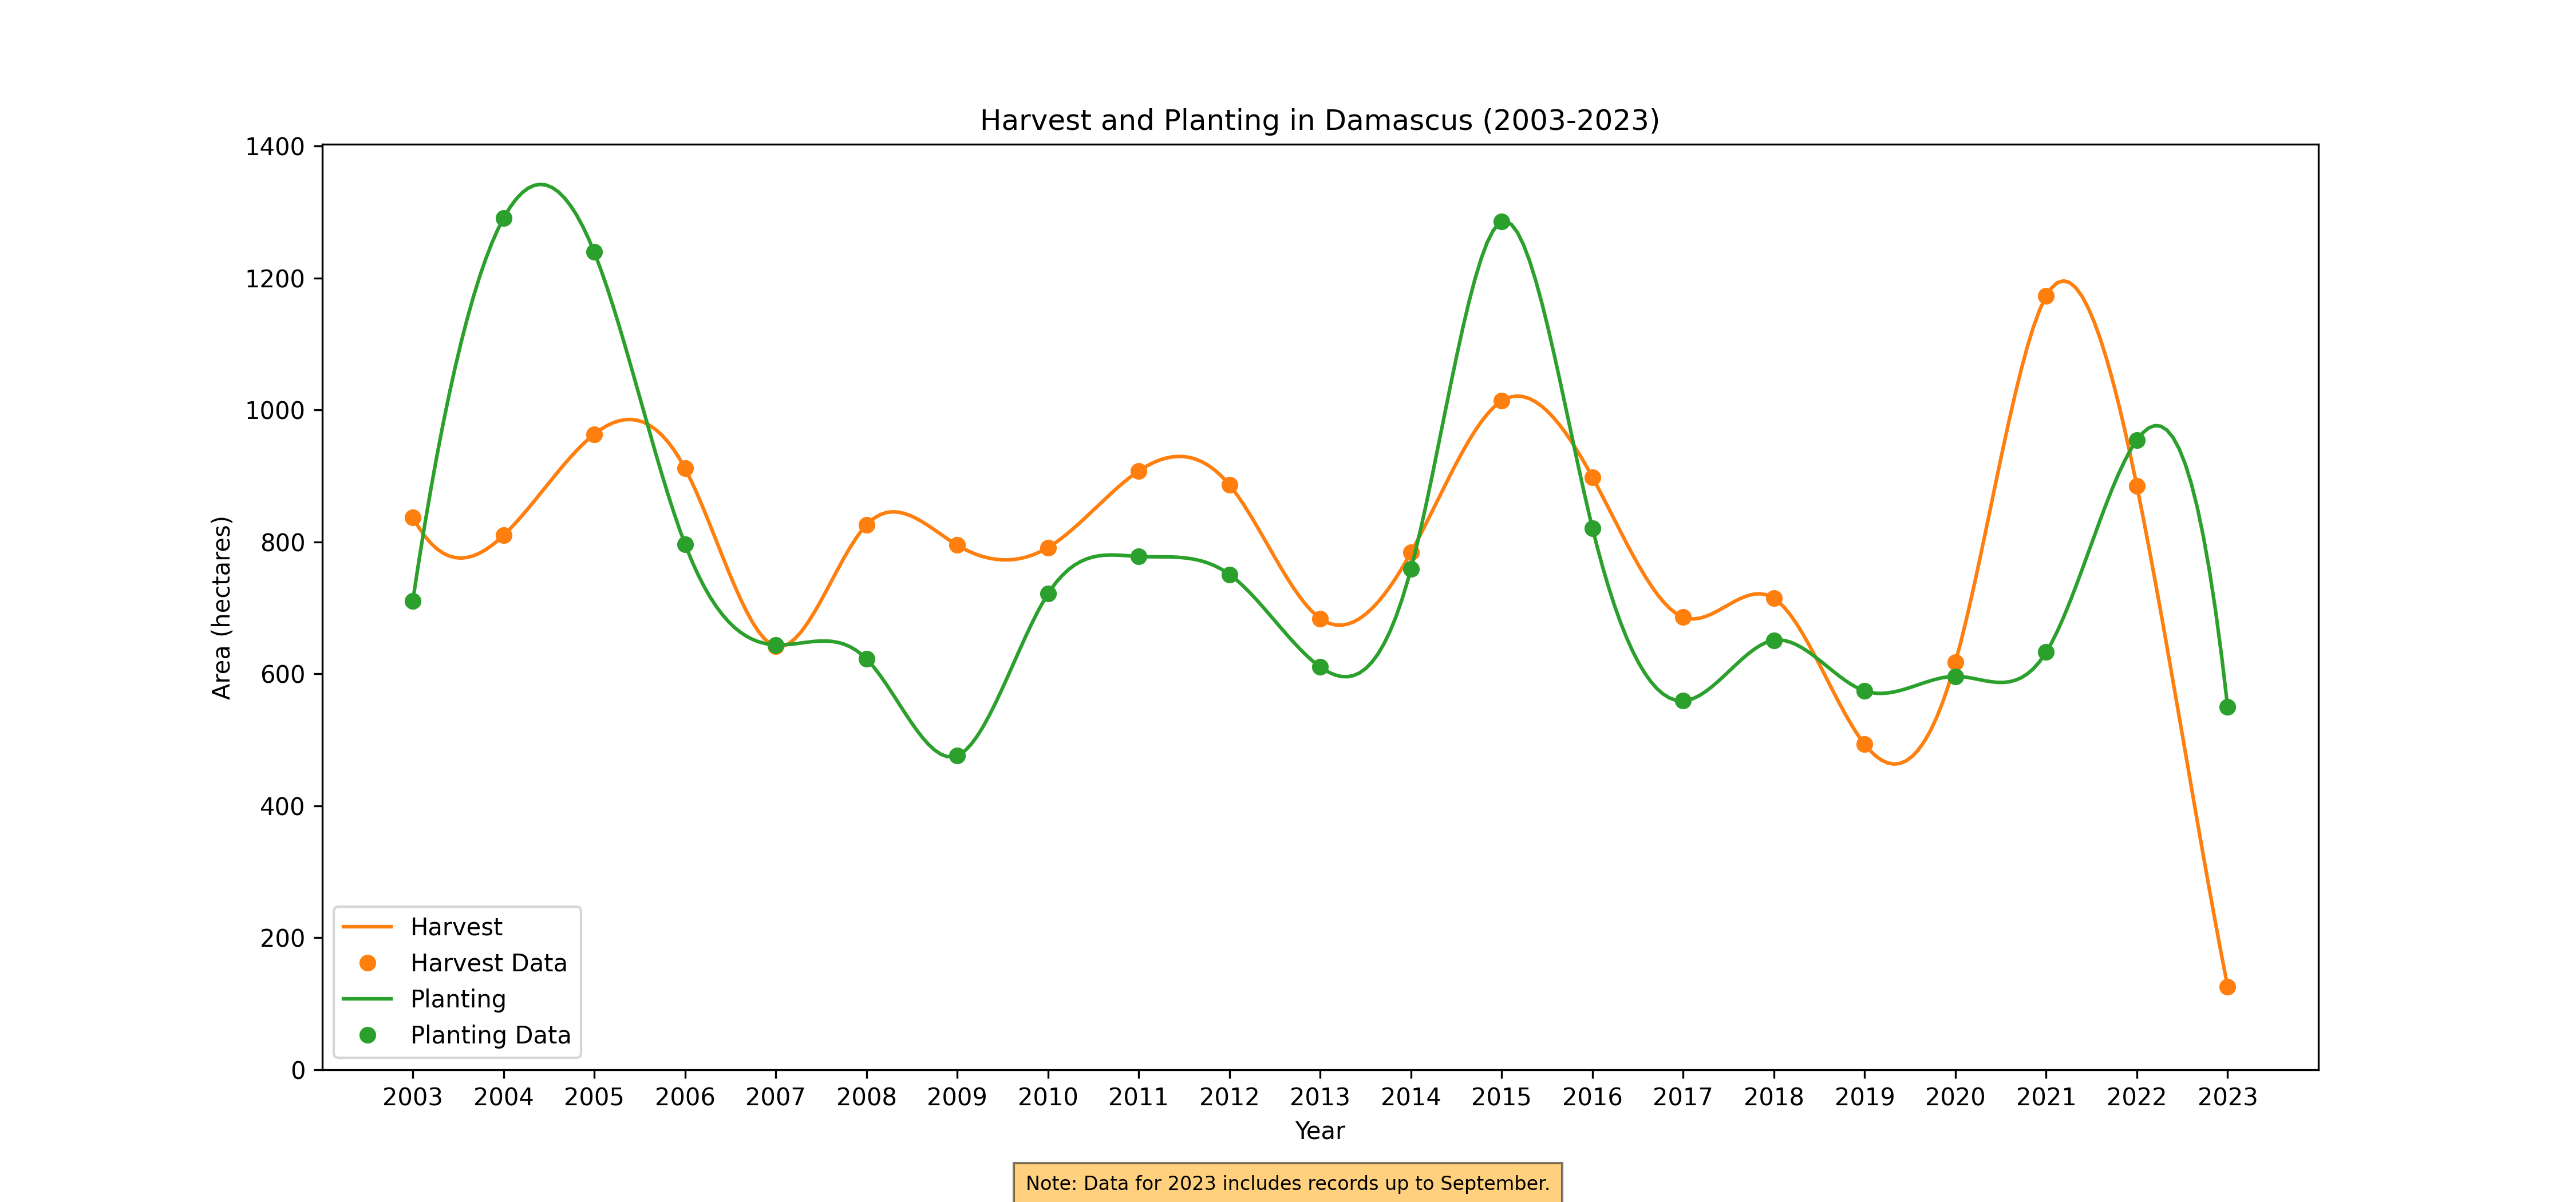 Harvest and Planting in Damascus (2003-2023)
1400
1200
1000
800
600
400
200
0
Area (hectares)
Harvest
Harvest Data
Planting
Planting Data
2003 2004 2005 2006 2007 2008 2009 2010 2011 2012 2013 2014 2015 2016 2017 2018 2019 2020 2021 2022 2023
Year
Note: Data for 2023 includes records up to September.